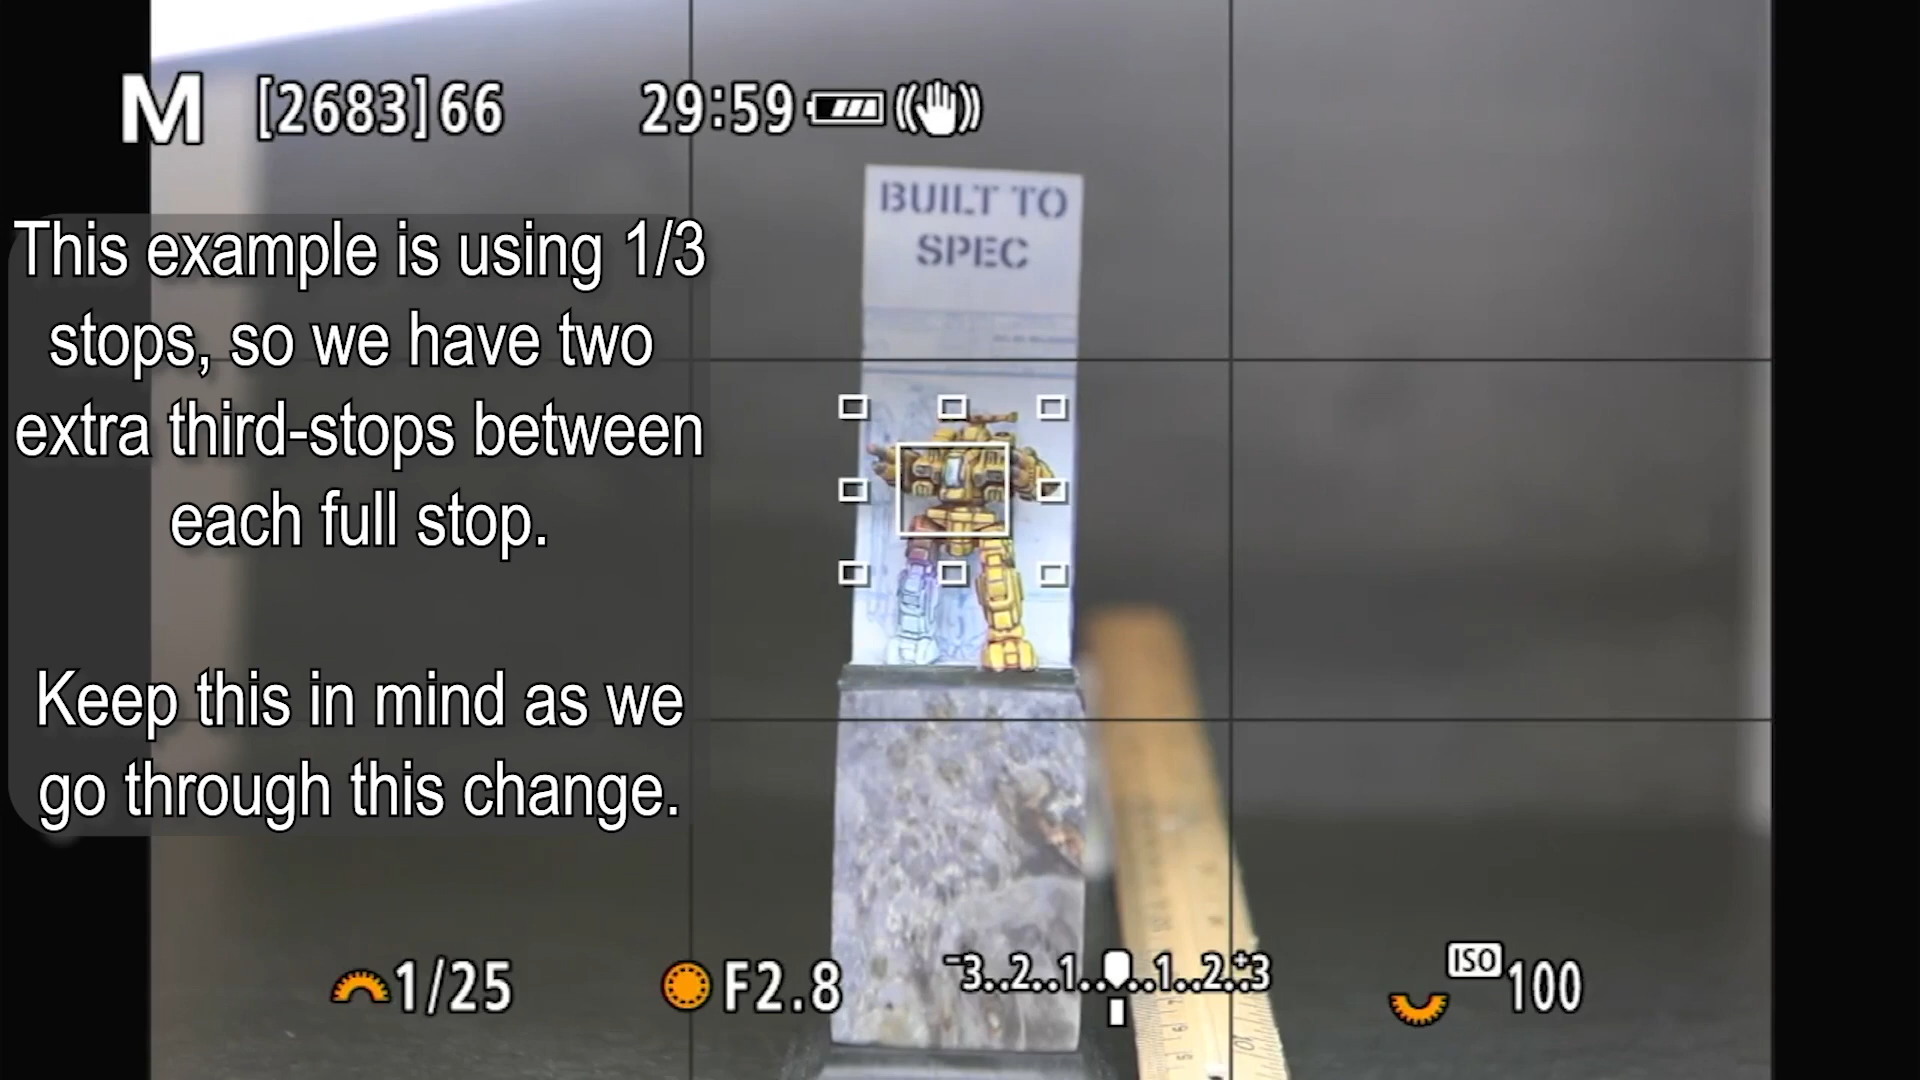 M [2683]66 29:59
BUILT TO
SPEC
This example is using 1/3
stops, so we have two
extra third-stops between
each full stop.
Keep this in mind as we
go through this change.
1/25 F2.8 -3..2..1..0..1..2..+3 ISO 100